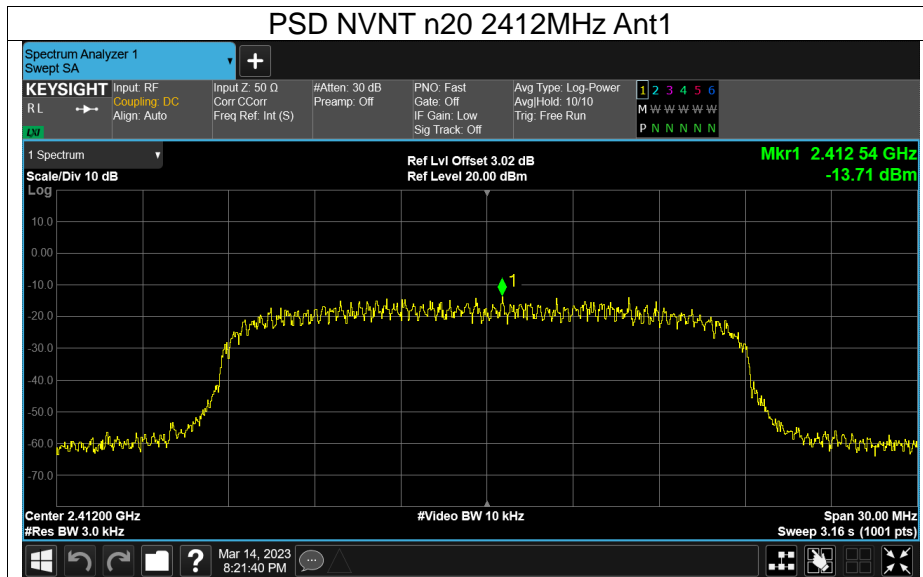 PSD NVNT n20 2412MHz Ant1
Spectrum Analyzer 1
Swept SA
+
KEYSIGHT
RL
LXI
Input: RF
Coupling: DC
Align: Auto
Input Z: 50 Ω
Corr CCorr
Freq Ref: Int (S)
#Atten: 30 dB
Preamp: Off
PNO: Fast
Gate: Off
IF Gain: Low
Sig Track: Off
Avg Type: Log-Power
Avg|Hold: 10/10
Trig: Free Run
1 2 3 4 5 6
M W W W W W
P N N N N N
1 Spectrum
Scale/Div 10 dB
Log
Ref Lvl Offset 3.02 dB
Ref Level 20.00 dBm
Mkr1 2.412 54 GHz
-13.71 dBm
10.0
0.00
-10.0
-20.0
-30.0
-40.0
-50.0
-60.0
-70.0
1
Center 2.41200 GHz
#Res BW 3.0 kHz
#Video BW 10 kHz
Span 30.00 MHz
Sweep 3.16 s (1001 pts)
?
Mar 14, 2023
8:21:40 PM